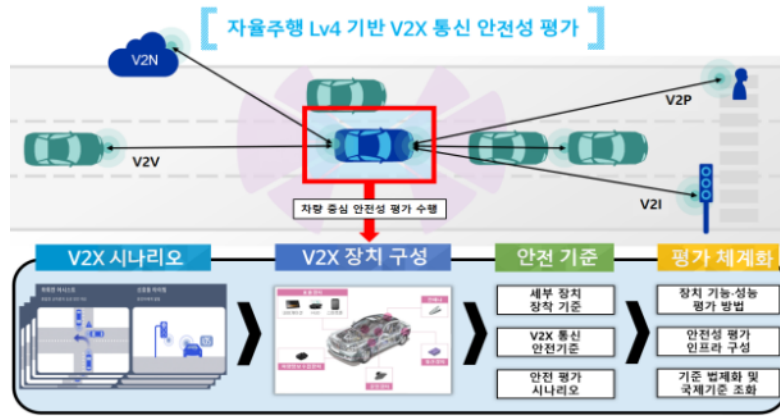 [ 자율주행 Lv4 기반 V2X 통신 안전성 평가 ]
V2N
V2P
V2V
V2I
차량 중심 안전성 평가 수행
V2X 시나리오
V2X 장치 구성
안전 기준
평가 체계화
세부 장치
장착 기준
V2X 통신
안전기준
안전 평가
시나리오
장치 기능·성능
평가 방법
안전성 평가
인프라 구성
기준 법제화 및
국제기준 조화